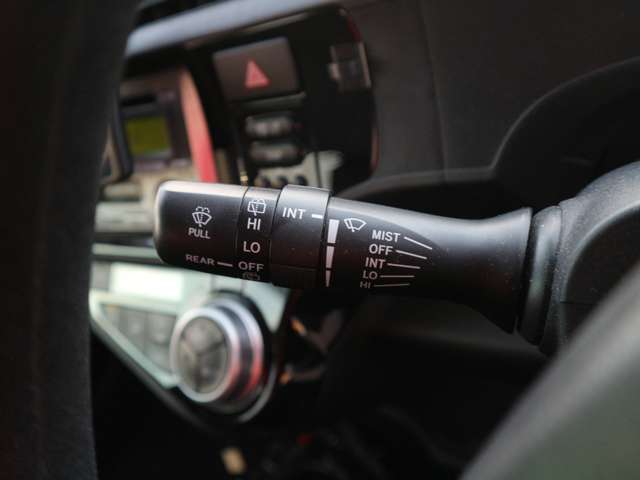 PULL
HI
LO
REAR OFF
INT
MIST
OFF
INT
LO
HI